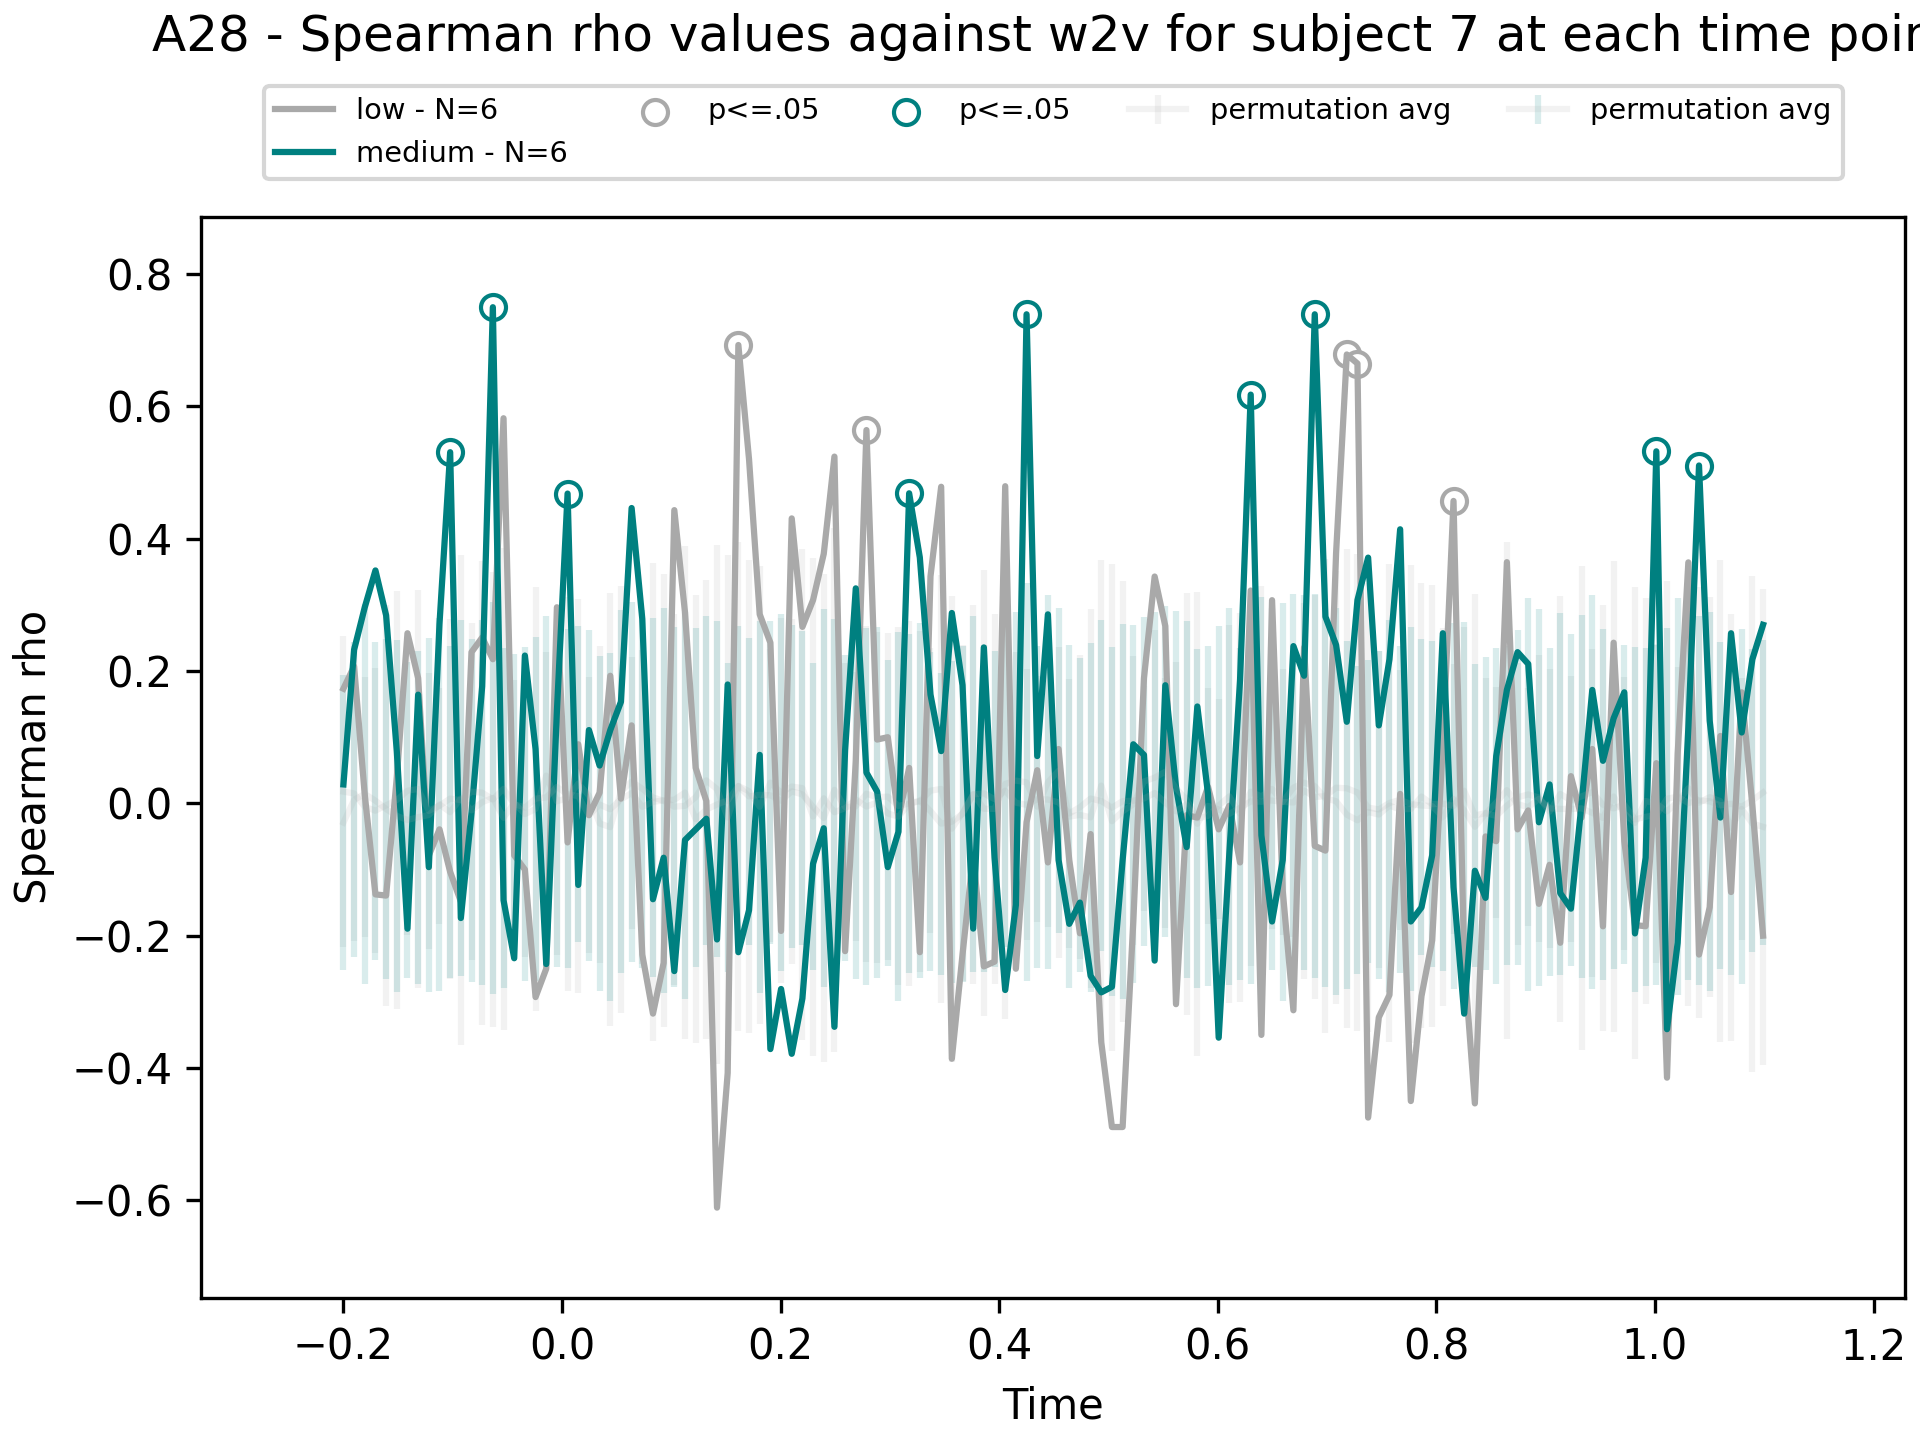 A28 - Spearman rho values against w2v for subject 7 at each time poin
low - N=6 p<=.05 p<=.05 permutation avg permutation avg
medium - N=6
0.8
0.6
0.4
0.2
0.0
−0.2
−0.4
−0.6
Spearman rho
−0.2 0.0 0.2 0.4 0.6 0.8 1.0 1.2
Time